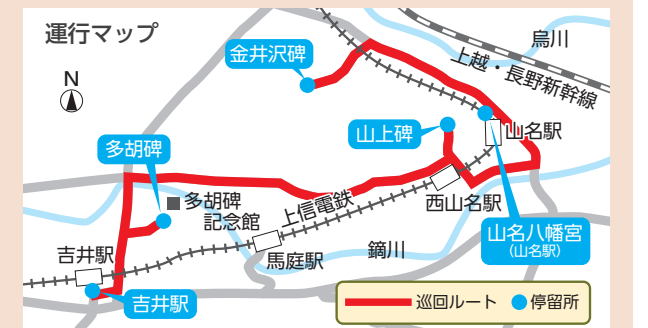 運行マップ
烏川
金井沢碑
上越・長野新幹線
N
山上碑
山名駅
多胡碑
多胡碑
記念館
上信電鉄
西山名駅
山名八幡宮
(山名駅)
吉井駅
馬庭駅
鏑川
吉井駅
巡回ルート
停留所